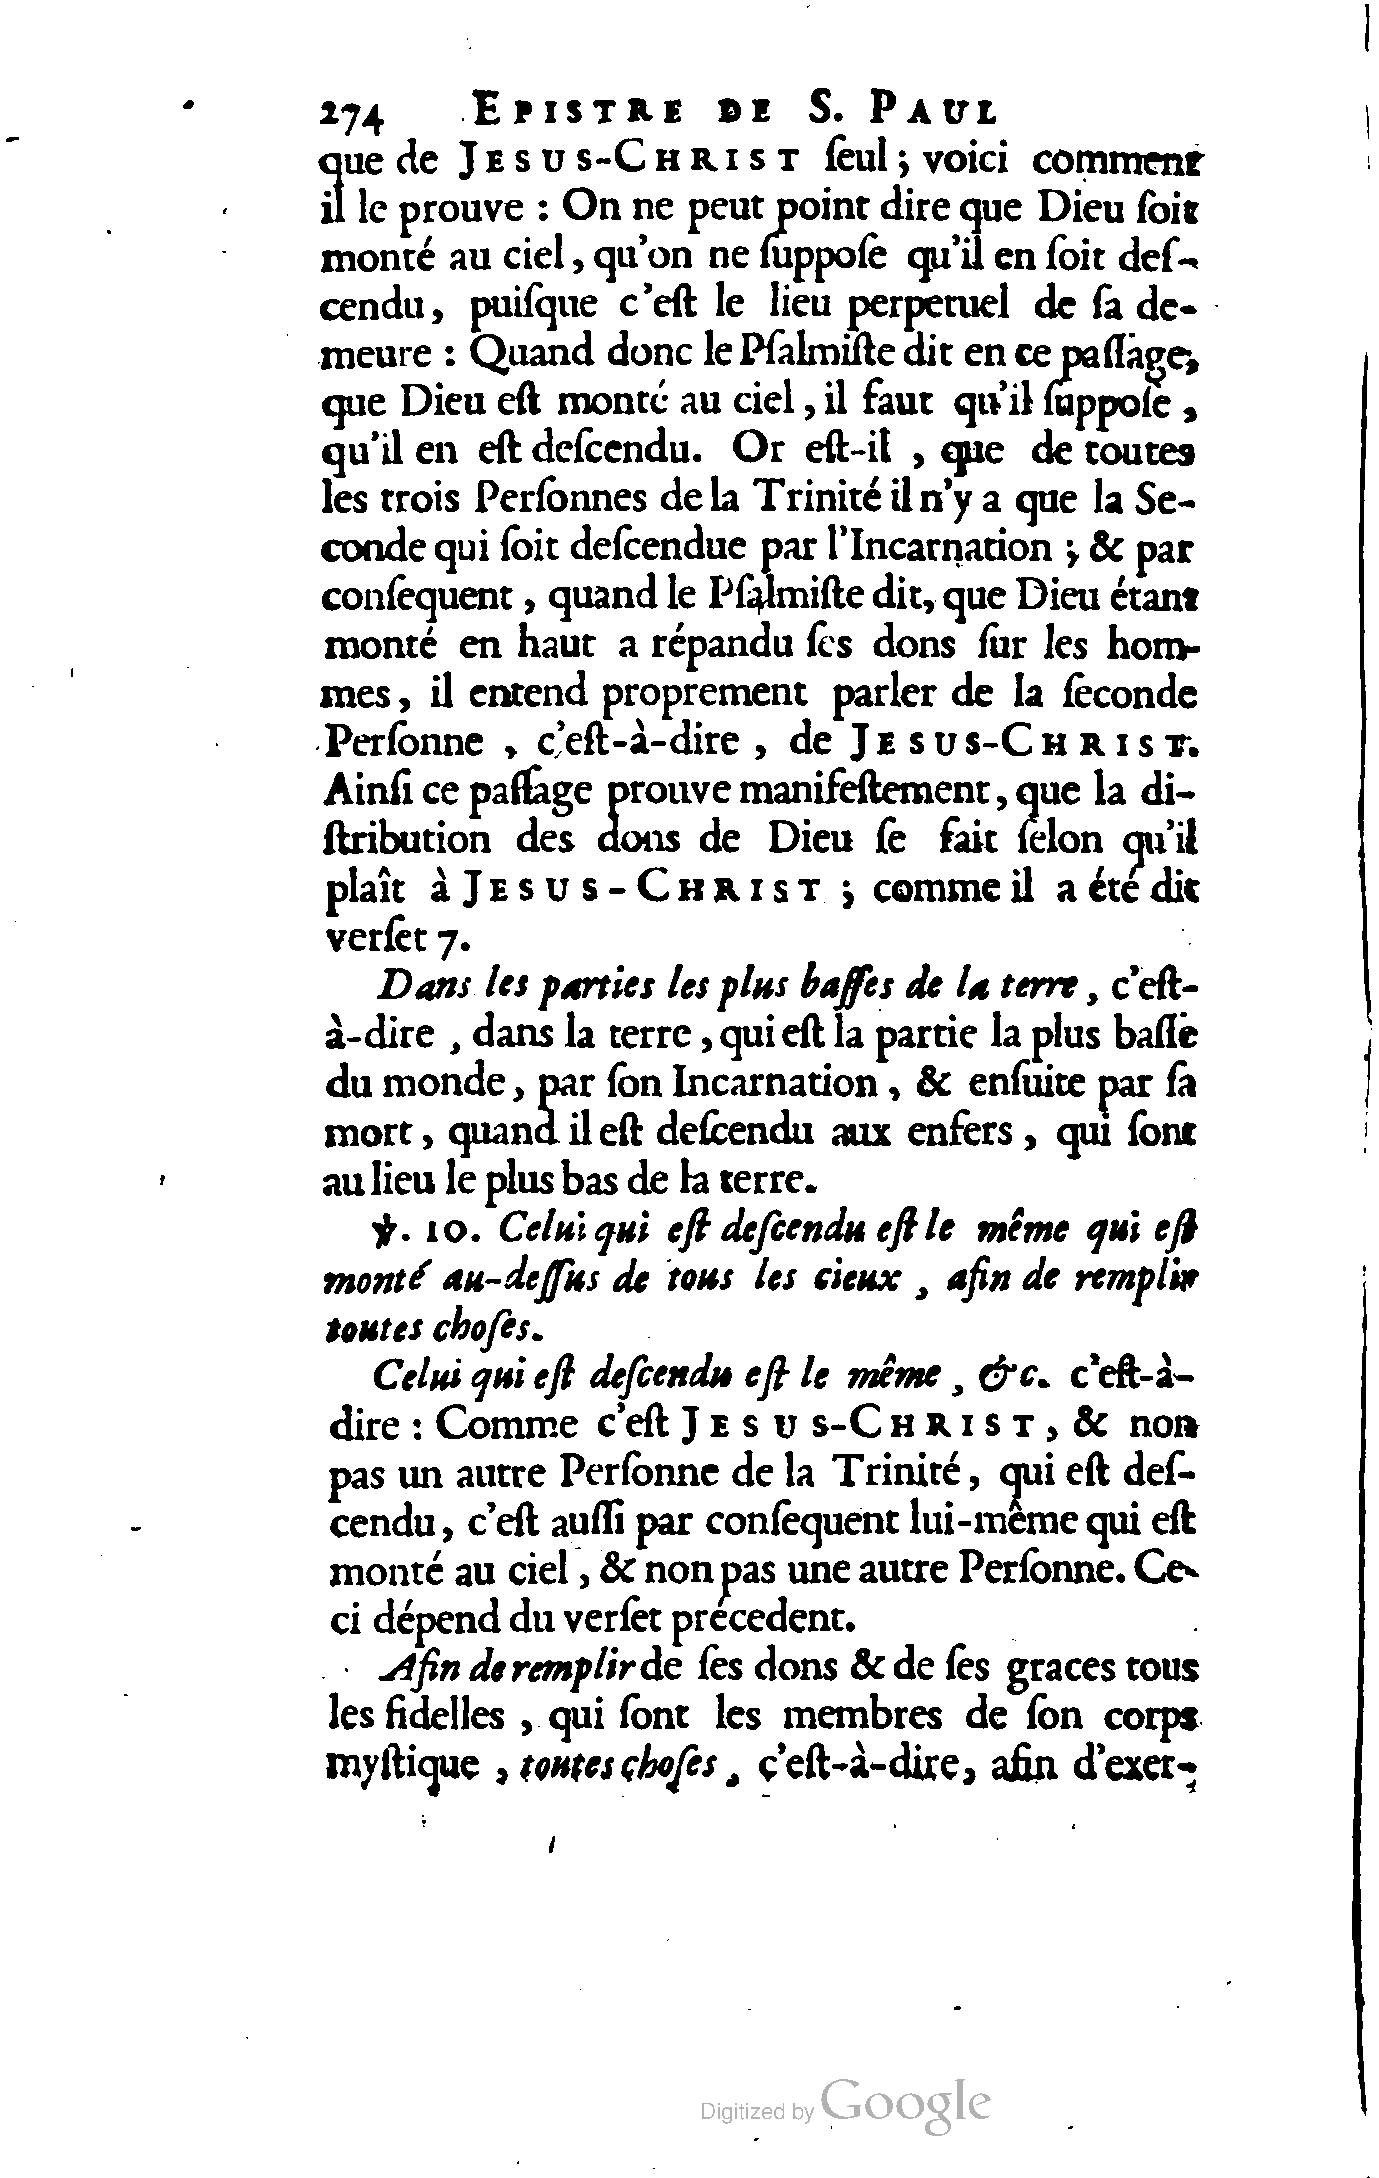 274 EPISTRE DE S. PAUL
que de JESUS-CHRIST ſeul; voici comment
il le prouve : On ne peut point dire que Dieu ſoit
monté au ciel, qu'on ne ſuppoſe qu'il en ſoit deſ-
cendu, puiſque c'eſt le lieu perpetuel de ſa de-
meure : Quand donc le Pſalmiſte dit en ce paſſage,
que Dieu eſt monté au ciel, il faut qu'il ſuppoſe,
qu'il en eſt deſcendu. Or eſt-il, que de toutes
les trois Perſonnes de la Trinité il n'y a que la Se-
conde qui ſoit deſcendue par l'Incarnation ; & par
conſequent, quand le Pſalmiſte dit, que Dieu étant
monté en haut a répandu ſes dons ſur les hom-
mes, il entend proprement parler de la ſeconde
Perſonne, c'eſt-à-dire, de JESUS-CHRIST.
Ainſi ce paſſage prouve manifeſtement, que la di-
ſtribution des dons de Dieu ſe fait ſelon qu'il
plaît à JESUS-CHRIST ; comme il a été dit
verſet 7.
Dans les parties les plus baſſes de la terre, c'eſt-
à-dire, dans la terre, qui eſt la partie la plus baſſe
du monde, par ſon Incarnation, & enſuite par ſa
mort, quand il eſt deſcendu aux enfers, qui ſont
au lieu le plus bas de la terre.
℣. 10. Celui qui eſt deſcendu eſt le même qui eſt
monté au-deſſus de tous les cieux, afin de remplir
toutes choſes.
Celui qui eſt deſcendu eſt le même, &c. c'eſt-à-
dire : Comme c'eſt JESUS-CHRIST, & non
pas un autre Perſonne de la Trinité, qui eſt deſ-
cendu, c'eſt auſſi par conſequent lui-même qui eſt
monté au ciel, & non pas une autre Perſonne. Ce-
ci dépend du verſet précedent.
Afin de remplir de ſes dons & de ſes graces tous
les fidelles, qui ſont les membres de ſon corps
myſtique, toutes choſes, c'eſt-à-dire, afin d'exer-
Digitized by Google